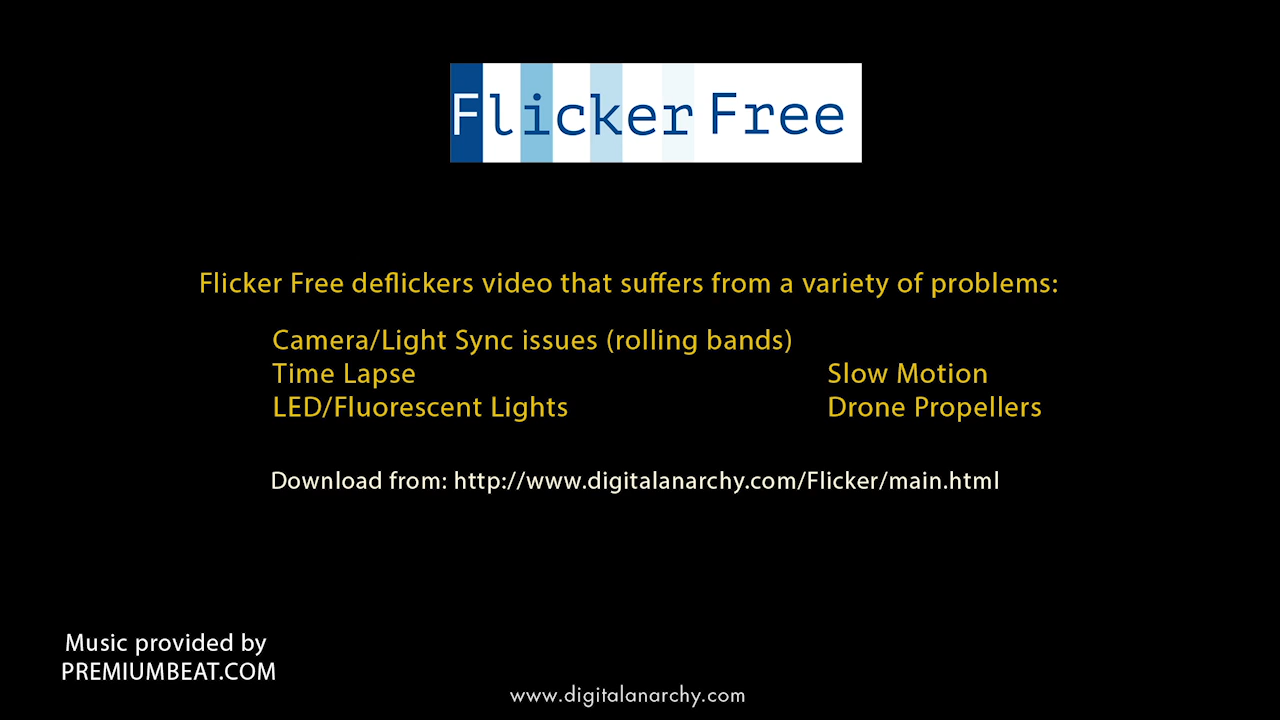 Flicker Free
Flicker Free deflickers video that suffers from a variety of problems:
Camera/Light Sync issues (rolling bands)
Time Lapse
Slow Motion
LED/Fluorescent Lights
Drone Propellers
Download from: http://www.digitalanarchy.com/Flicker/main.html
Music provided by
PREMIUMBEAT.COM
www.digitalanarchy.com